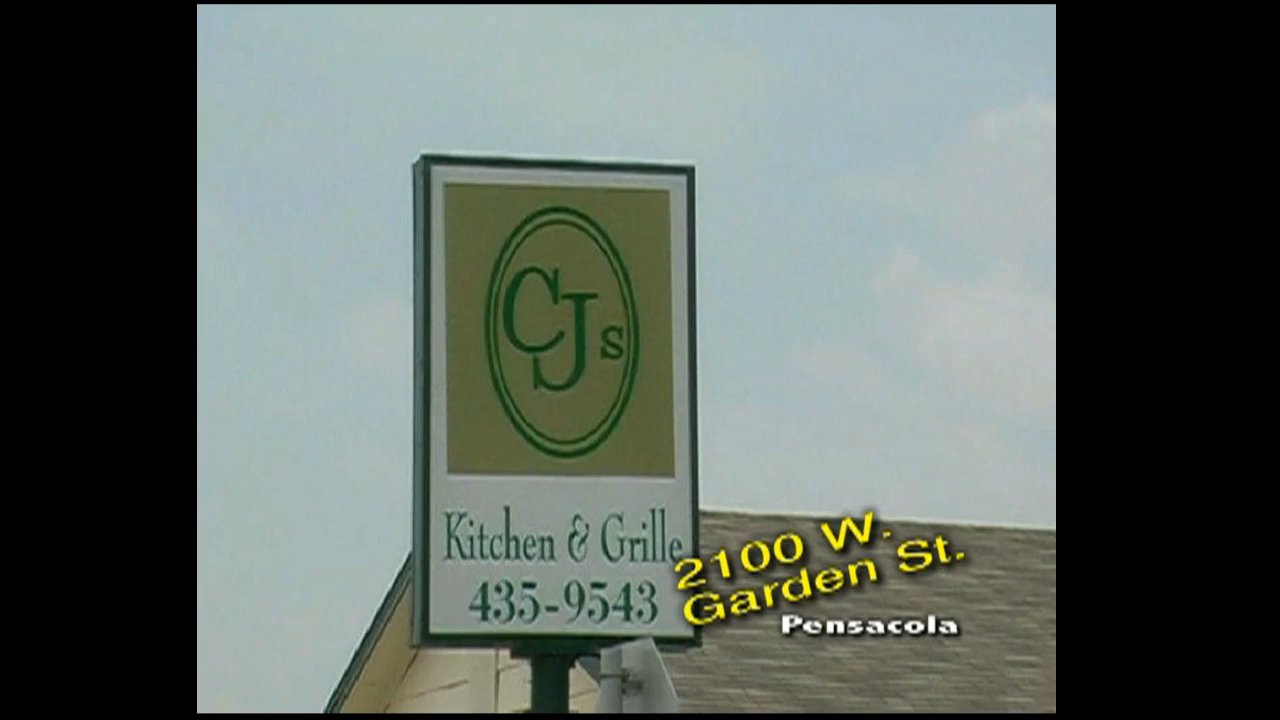 CJs
Kitchen & Grille
435-9543
2100 W.
Garden St.
Pensacola